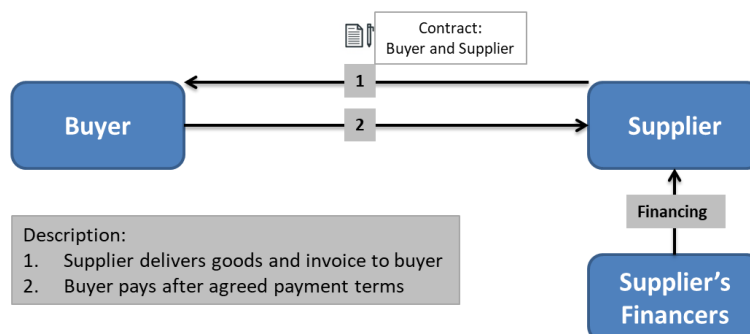 Contract:
Buyer and Supplier
1
Buyer
2
Supplier
Financing
Description:
1. Supplier delivers goods and invoice to buyer
2. Buyer pays after agreed payment terms
Supplier's
Financers